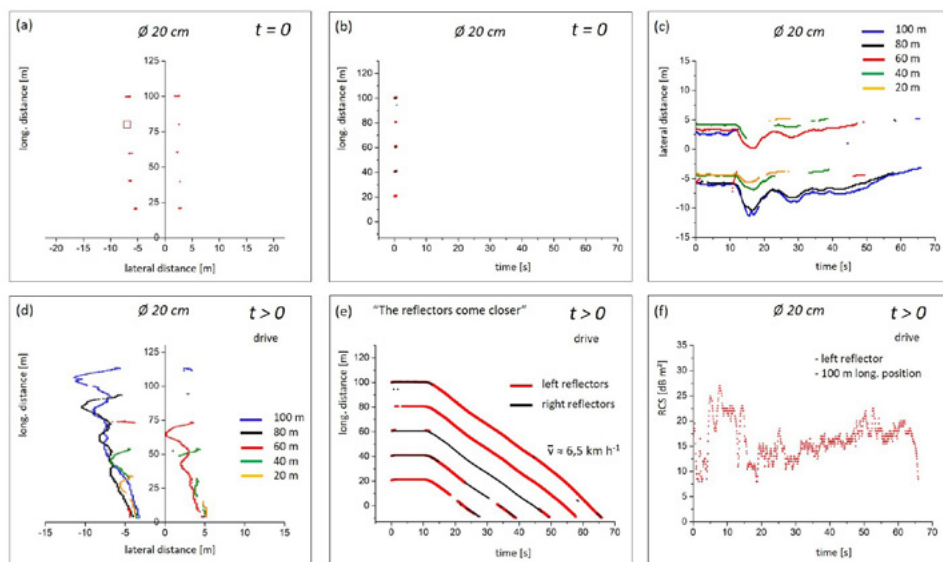 (a)
Ø 20 cm
t = 0
long. distance [m]
125
100
75
50
25
0
-20 -15 -10 -5 0 5 10 15 20
lateral distance [m]
(b)
Ø 20 cm
t = 0
long. distance [m]
120
100
80
60
40
20
0
0 10 20 30 40 50 60 70
time [s]
(c)
Ø 20 cm
100 m
80 m
60 m
40 m
20 m
lateral distance [m]
15
10
5
0
-5
-10
-15
0 10 20 30 40 50 60 70
time [s]
(d)
Ø 20 cm
t > 0
drive
long. distance [m]
125
100
75
50
25
0
100 m
80 m
60 m
40 m
20 m
-15 -10 -5 0 5 10 15
lateral distance [m]
(e)
"The reflectors come closer"
t > 0
drive
left reflectors
right reflectors
v̅ ≈ 6,5 km h⁻¹
long. distance [m]
120
100
80
60
40
20
0
0 10 20 30 40 50 60 70
time [s]
(f)
Ø 20 cm
t > 0
drive
- left reflector
- 100 m long. position
RCS [dB m²]
35
30
25
20
15
10
5
0
0 10 20 30 40 50 60 70
time [s]